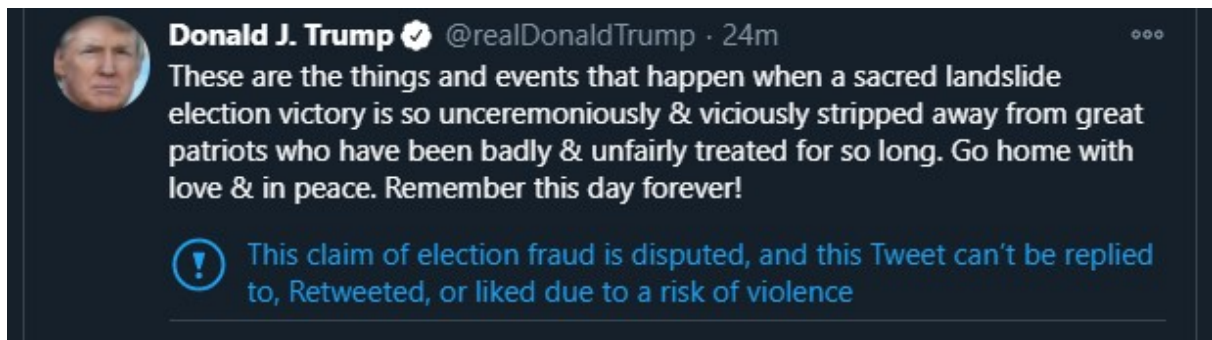 Donald J. Trump @realDonaldTrump · 24m
These are the things and events that happen when a sacred landslide
election victory is so unceremoniously & viciously stripped away from great
patriots who have been badly & unfairly treated for so long. Go home with
love & in peace. Remember this day forever!
This claim of election fraud is disputed, and this Tweet can't be replied
to, Retweeted, or liked due to a risk of violence